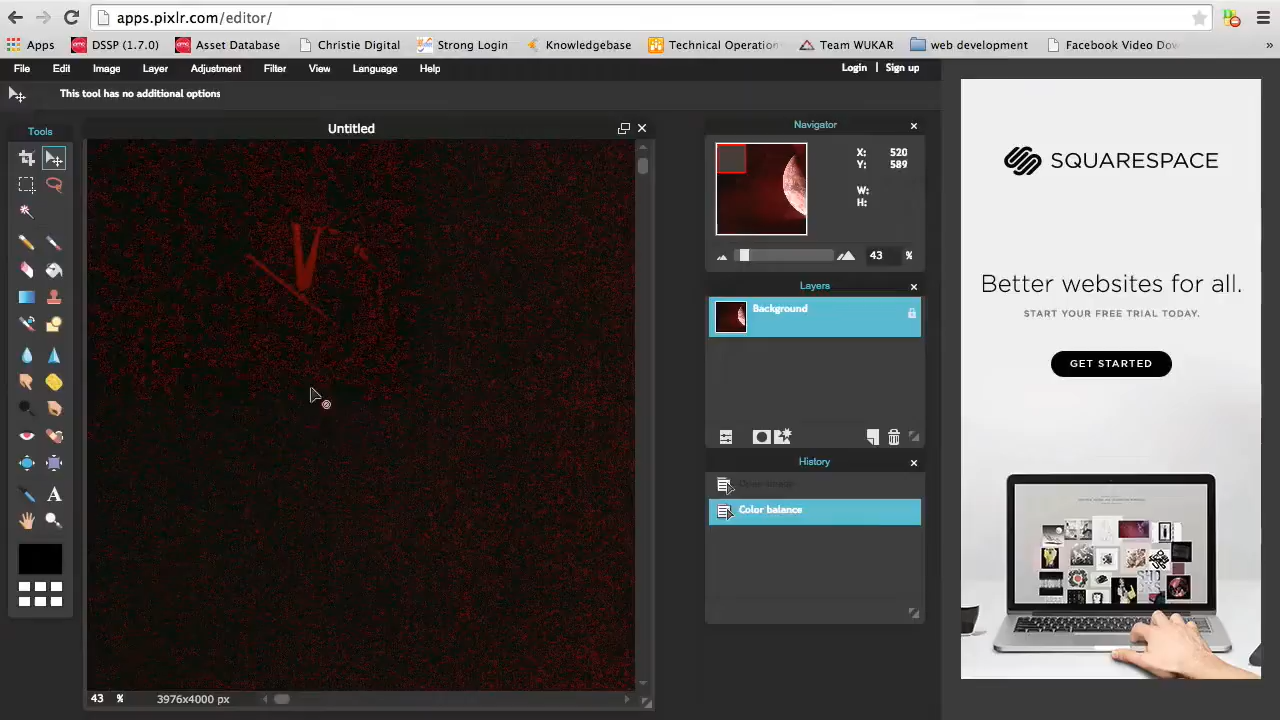 apps.pixlr.com/editor/
Apps DSSP (1.7.0) Asset Database Christie Digital Strong Login Knowledgebase Technical Operation Team WUKAR web development Facebook Video Dow »
File Edit Image Layer Adjustment Filter View Language Help Login | Sign up
This tool has no additional options
Tools
Untitled
Navigator
X: 520
Y: 589
W:
H:
43 %
Layers
Background
History
Open image
Color balance
43 % 3976x4000 px
SQUARESPACE
Better websites for all.
START YOUR FREE TRIAL TODAY.
GET STARTED